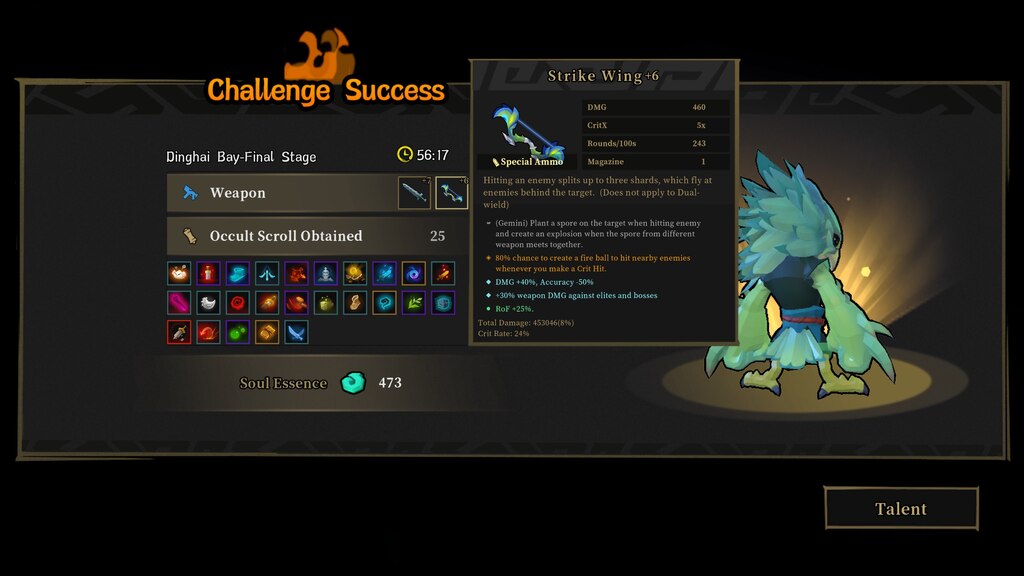 Challenge Success
Dinghai Bay-Final Stage
56:17
Weapon
+7
+6
Occult Scroll Obtained
25
Soul Essence
473
Strike Wing+6
DMG 460
CritX 5x
Rounds/100s 243
Magazine 1
Special Ammo
Hitting an enemy splits up to three shards, which fly at
enemies behind the target. (Does not apply to Dual-
wield)
(Gemini) Plant a spore on the target when hitting enemy
and create an explosion when the spore from different
weapon meets together.
80% chance to create a fire ball to hit nearby enemies
whenever you make a Crit Hit.
DMG +40%, Accuracy -50%
+30% weapon DMG against elites and bosses
RoF +25%.
Total Damage: 453046(8%)
Crit Rate: 24%
Talent